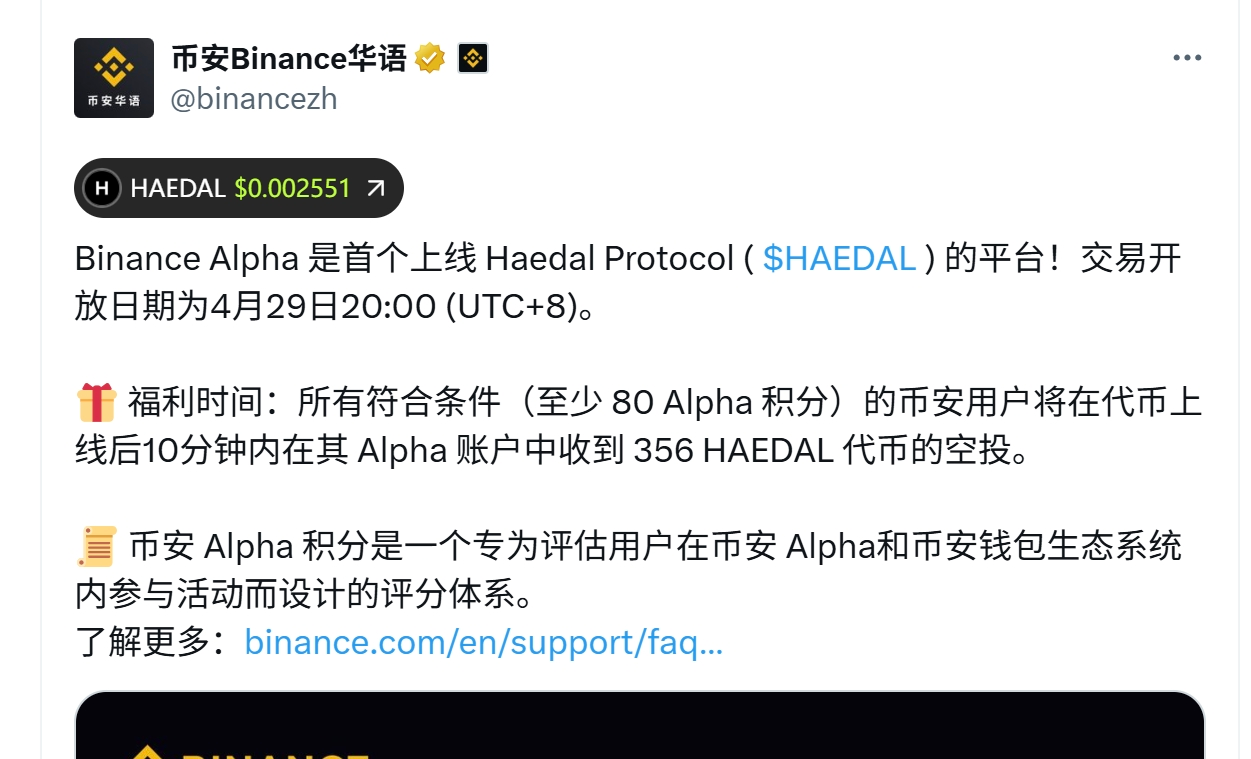 币安Binance华语
币安华语
@binancezh
H HAEDAL $0.002551
Binance Alpha 是首个上线 Haedal Protocol ( $HAEDAL ) 的平台！交易开
放日期为4月29日20:00 (UTC+8)。
福利时间：所有符合条件（至少 80 Alpha 积分）的币安用户将在代币上
线后10分钟内在其 Alpha 账户中收到 356 HAEDAL 代币的空投。
币安 Alpha 积分是一个专为评估用户在币安 Alpha和币安钱包生态系统
内参与活动而设计的评分体系。
了解更多：binance.com/en/support/faq...
BINANCE